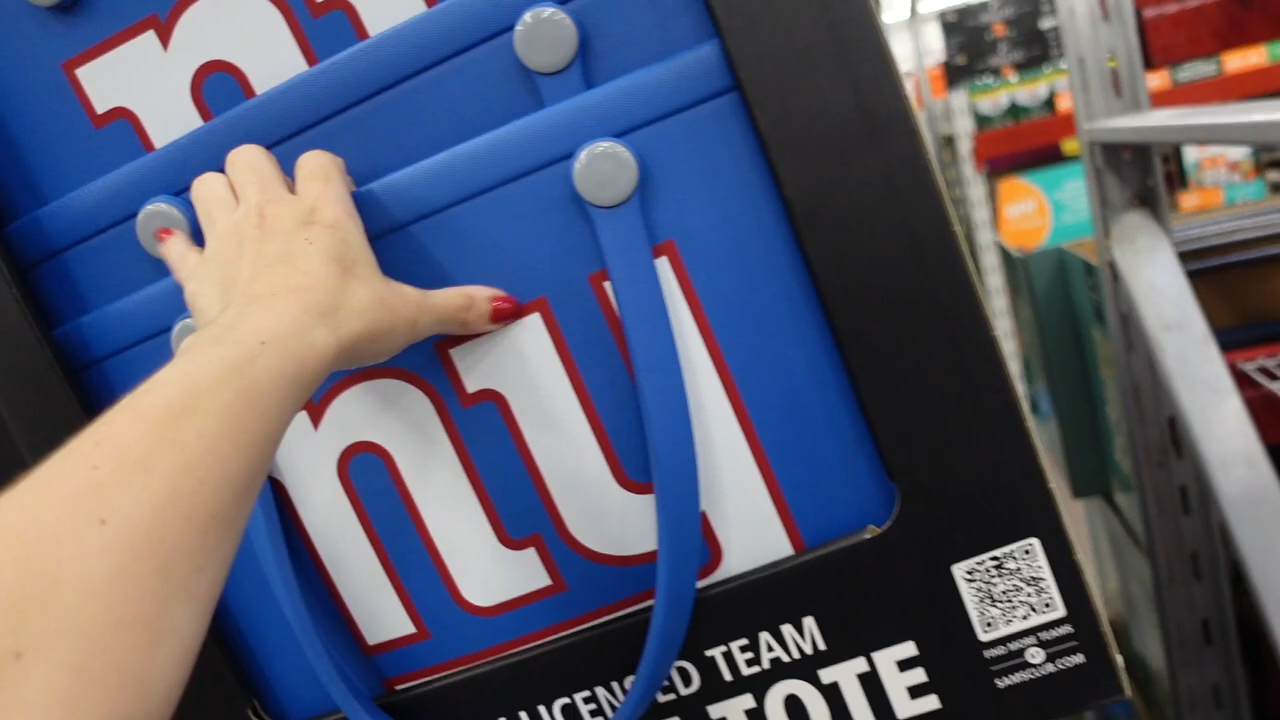 ny
ny
LICENSED TEAM
TOTE
FIND MORE TEAMS
SAMSCLUB.COM